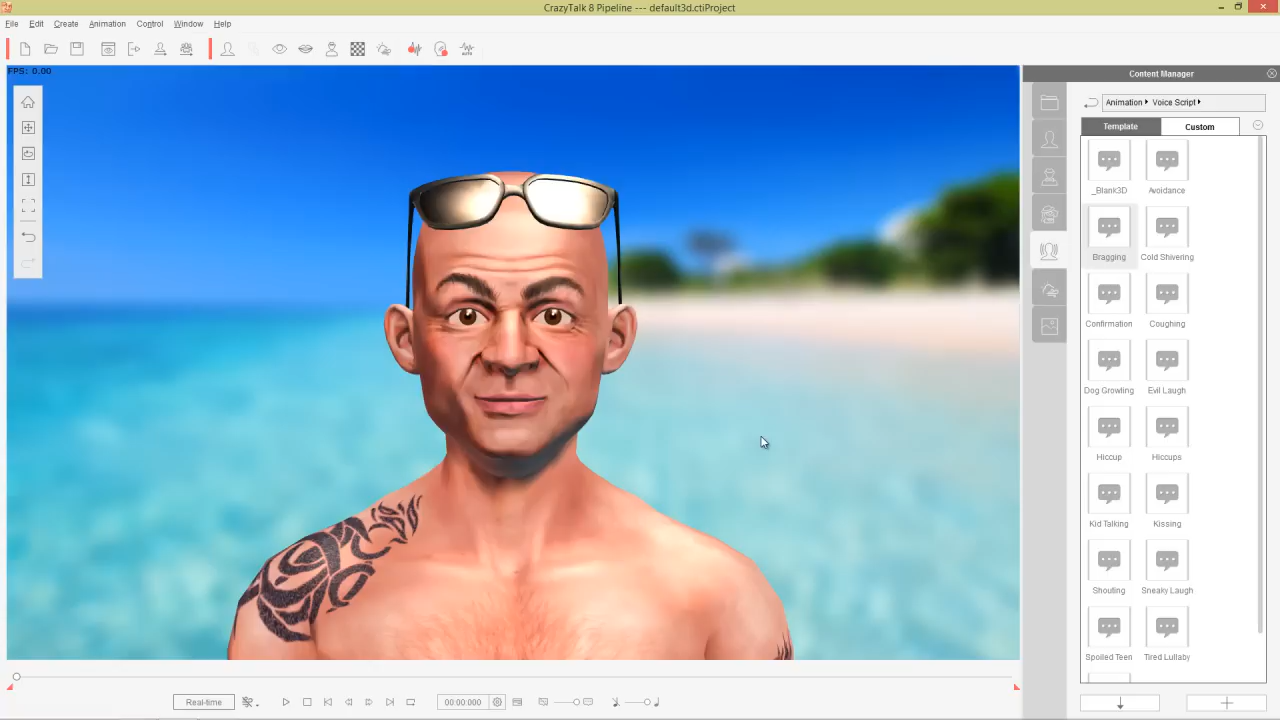 CrazyTalk 8 Pipeline --- default3d.ctiProject
File Edit Create Animation Control Window Help
FPS: 0.00
Content Manager
Animation Voice Script
Template Custom
_Blank3D Avoidance
Bragging Cold Shivering
Confirmation Coughing
Dog Growling Evil Laugh
Hiccup Hiccups
Kid Talking Kissing
Shouting Sneaky Laugh
Spoiled Teen Tired Lullaby
Real-time 00:00:000